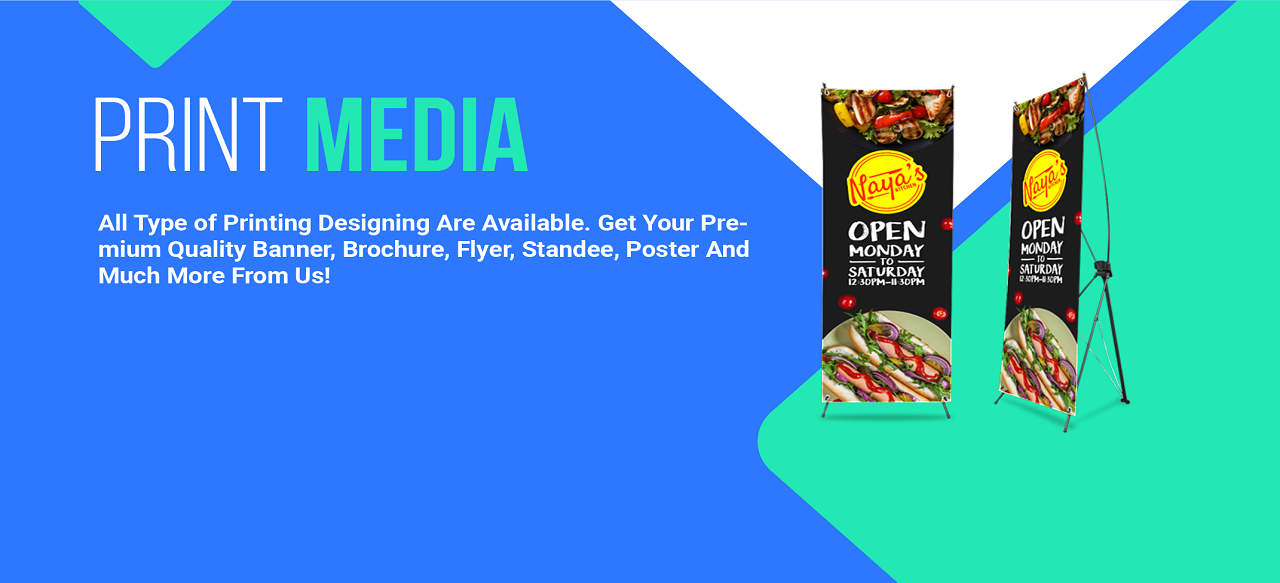 PRINT MEDIA
All Type of Printing Designing Are Available. Get Your Pre-
mium Quality Banner, Brochure, Flyer, Standee, Poster And
Much More From Us!
Naya's
KITCHEN
OPEN
MONDAY
TO
SATURDAY
12:30PM-11:30PM
Naya's
KITCHEN
OPEN
MONDAY
TO
SATURDAY
12:30PM-11:30PM